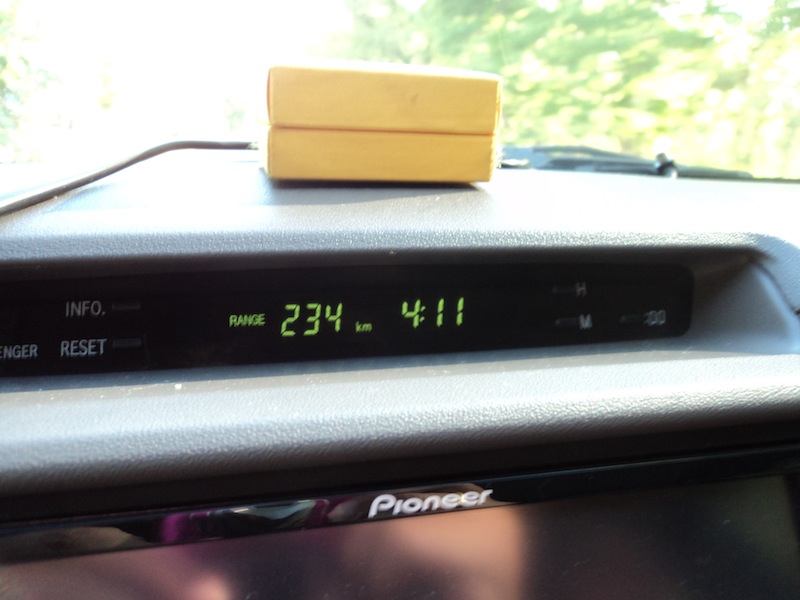 INFO.
RANGE 234 km 4:11
H
ENGER RESET
M :00
Pioneer